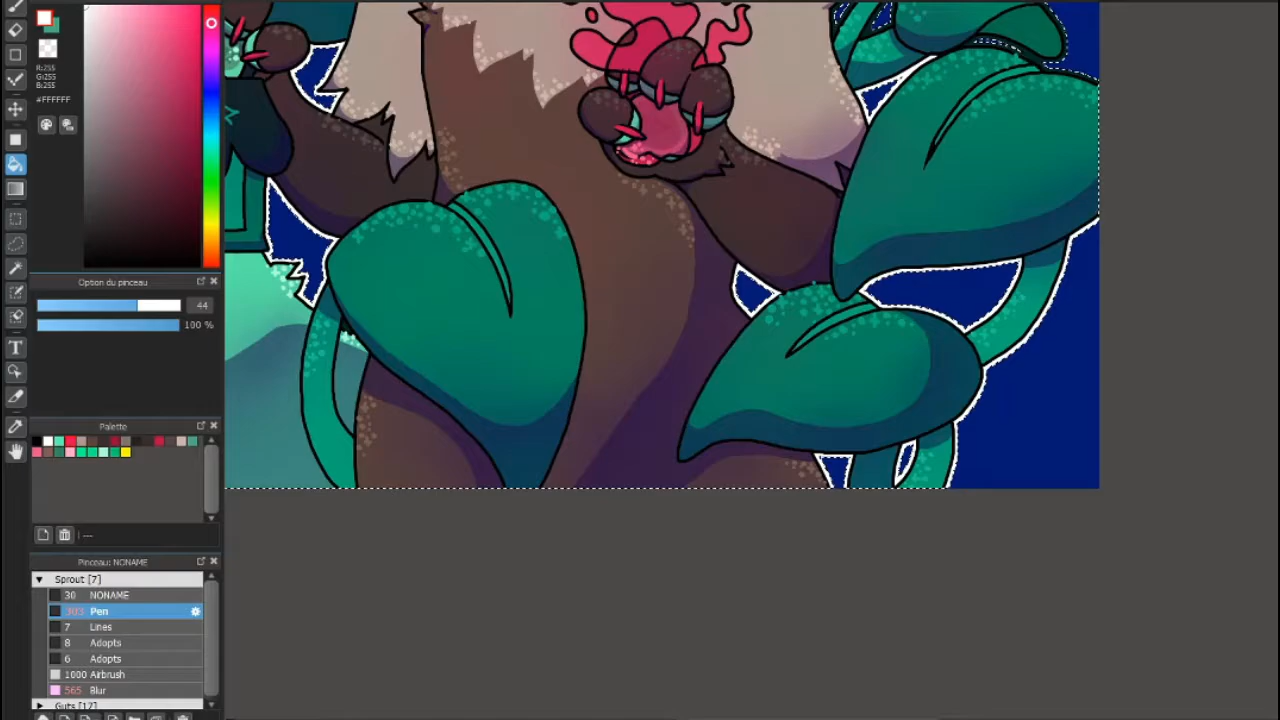 R:255
G:255
B:255
#FFFFFF
Option du pinceau
44
100 %
Palette
---
Pinceau: NONAME
Sprout [7]
30 NONAME
303 Pen
7 Lines
8 Adopts
6 Adopts
1000 Airbrush
565 Blur
Guts [17]